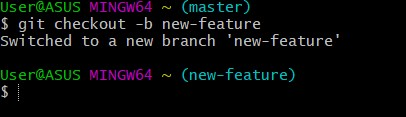 User@ASUS MINGW64 ~ (master)
$ git checkout -b new-feature
Switched to a new branch 'new-feature'
User@ASUS MINGW64 ~ (new-feature)
$